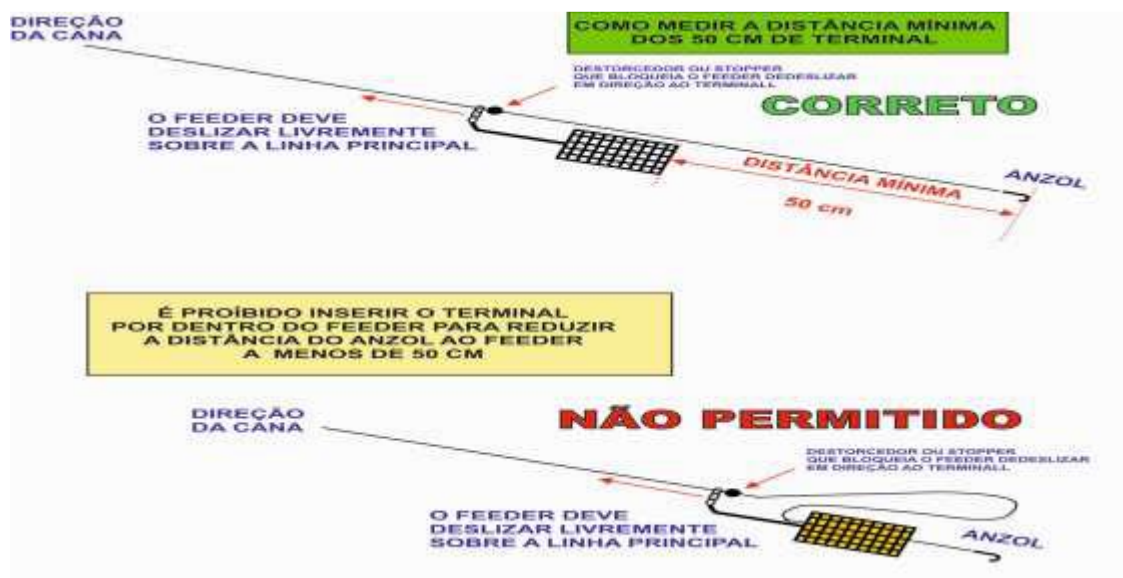 DIREÇÃO
DA CANA
COMO MEDIR A DISTÂNCIA MÍNIMA
DOS 50 CM DE TERMINAL
DESTORCEDOR OU STOPPER
QUE BLOQUEIA O FEEDER DEDESLIZAR
EM DIREÇÃO AO TERMINALL
CORRETO
O FEEDER DEVE
DESLIZAR LIVREMENTE
SOBRE A LINHA PRINCIPAL
DISTÂNCIA MÍNIMA
50 cm
ANZOL
É PROÍBIDO INSERIR O TERMINAL
POR DENTRO DO FEEDER PARA REDUZIR
A DISTÂNCIA DO ANZOL AO FEEDER
A MENOS DE 50 CM
DIREÇÃO
DA CANA
NÃO PERMITIDO
DESTORCEDOR OU STOPPER
QUE BLOQUEIA O FEEDER DEDESLIZAR
EM DIREÇÃO AO TERMINALL
O FEEDER DEVE
DESLIZAR LIVREMENTE
SOBRE A LINHA PRINCIPAL
ANZOL